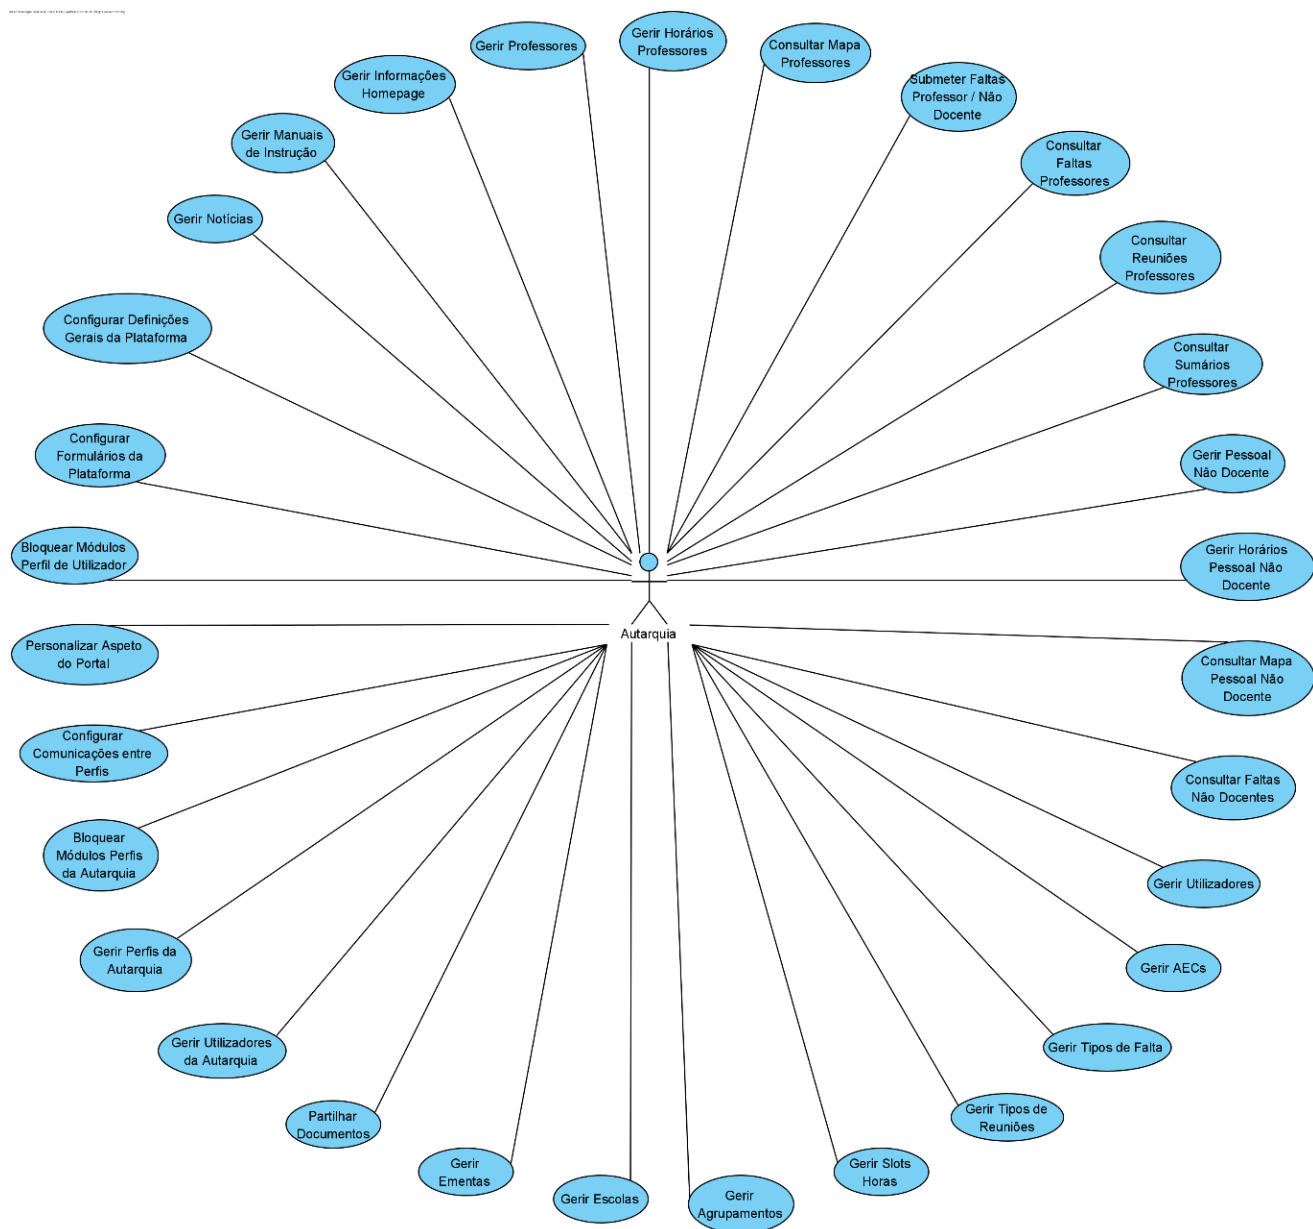 Gerir Horários
Professores
Gerir Professores
Consultar Mapa
Professores
Gerir Informações
Homepage
Submeter Faltas
Professor / Não
Docente
Gerir Manuais
de Instrução
Consultar
Faltas
Professores
Gerir Notícias
Consultar
Reuniões
Professores
Configurar Definições
Gerais da Plataforma
Consultar
Sumários
Professores
Configurar
Formulários da
Plataforma
Gerir Pessoal
Não Docente
Bloquear Módulos
Perfil de Utilizador
Gerir Horários
Pessoal Não
Docente
Autarquia
Personalizar Aspeto
do Portal
Consultar Mapa
Pessoal Não
Docente
Configurar
Comunicações entre
Perfis
Consultar Faltas
Não Docentes
Bloquear
Módulos Perfis
da Autarquia
Gerir Utilizadores
Gerir Perfis da
Autarquia
Gerir AECs
Gerir Utilizadores
da Autarquia
Gerir Tipos de Falta
Partilhar
Documentos
Gerir Tipos de
Reuniões
Gerir
Ementas
Gerir Slots
Horas
Gerir Escolas
Gerir
Agrupamentos